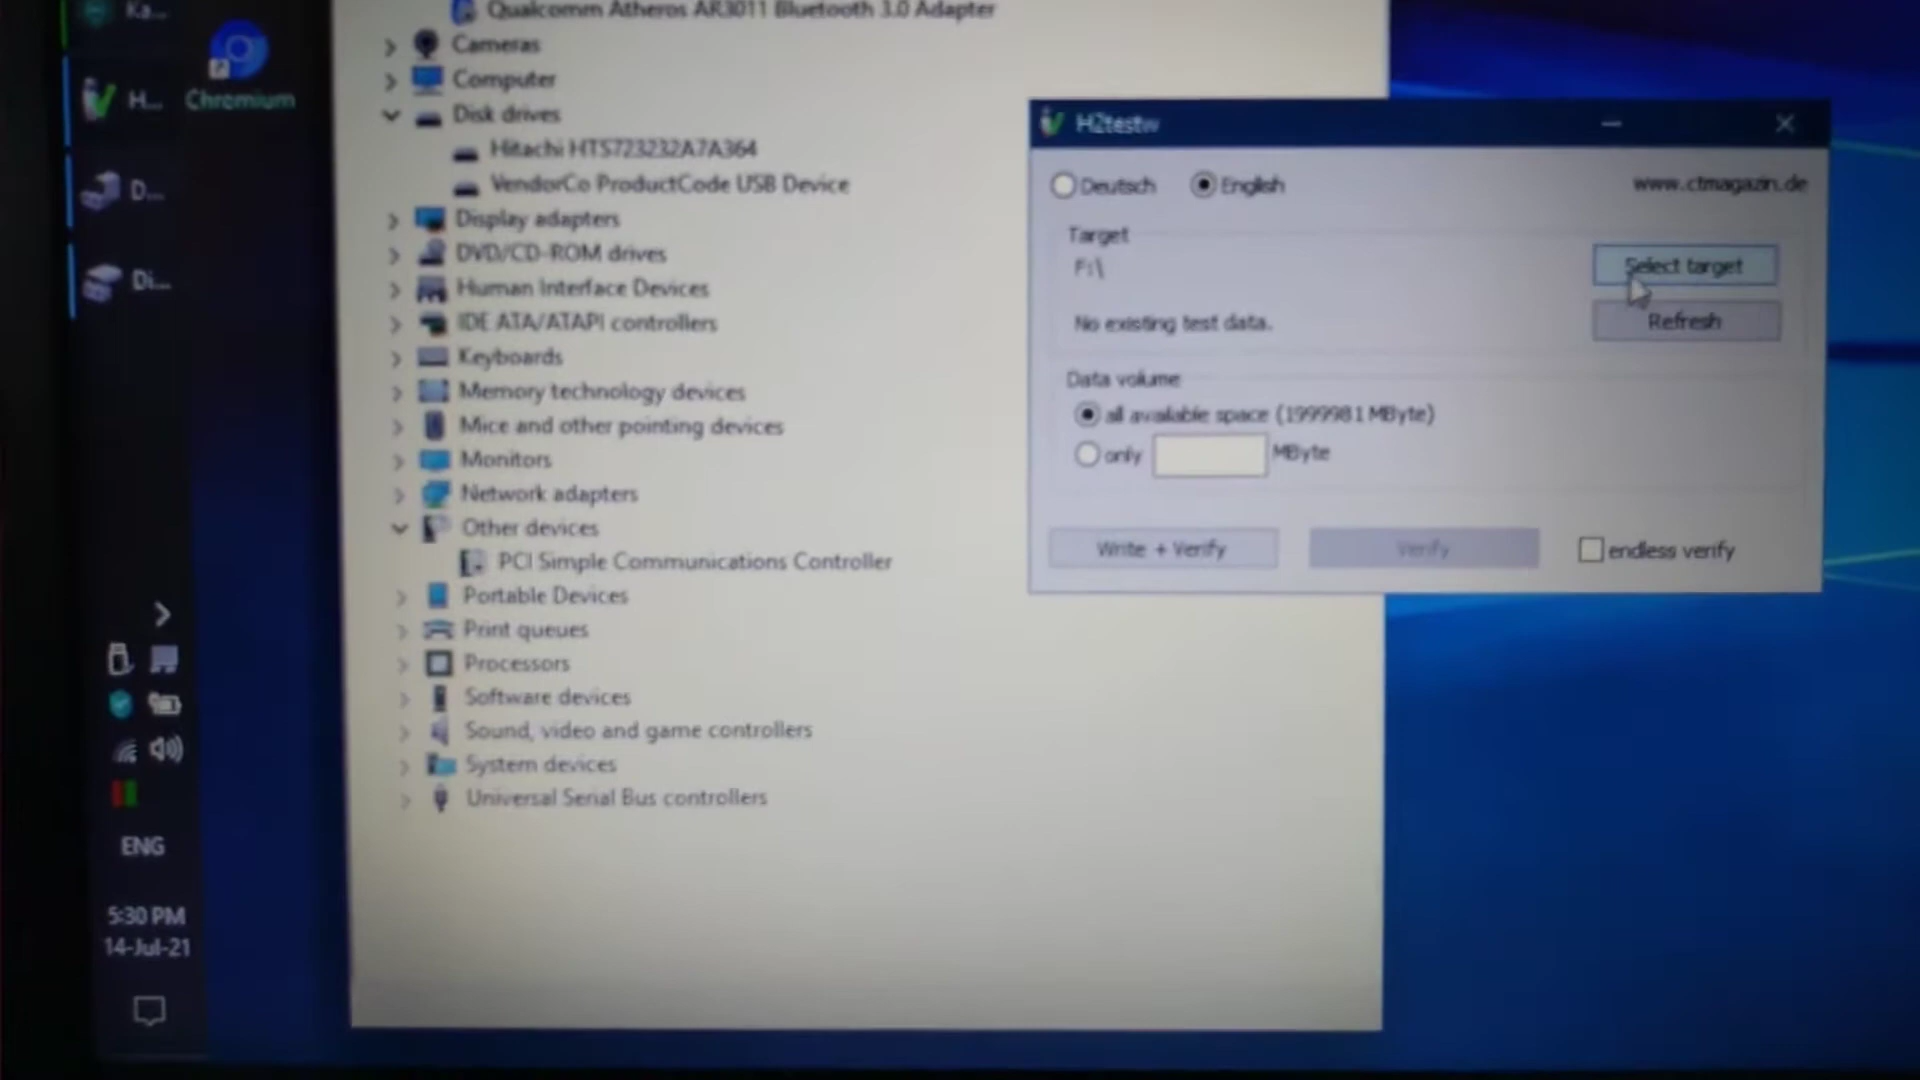 Ka...
H...
Chromium
D...
Di...
ENG
5:30 PM
14-Jul-21
Qualcomm Atheros AR3011 Bluetooth 3.0 Adapter
Cameras
Computer
Disk drives
Hitachi HTS723232A7A364
VendorCo ProductCode USB Device
Display adapters
DVD/CD-ROM drives
Human Interface Devices
IDE ATA/ATAPI controllers
Keyboards
Memory technology devices
Mice and other pointing devices
Monitors
Network adapters
Other devices
PCI Simple Communications Controller
Portable Devices
Print queues
Processors
Software devices
Sound, video and game controllers
System devices
Universal Serial Bus controllers
H2testw
Deutsch English www.ctmagazin.de
Target
F:\
Select target
No existing test data.
Refresh
Data volume
all available space (1999981 MByte)
only MByte
Write + Verify Verify endless verify